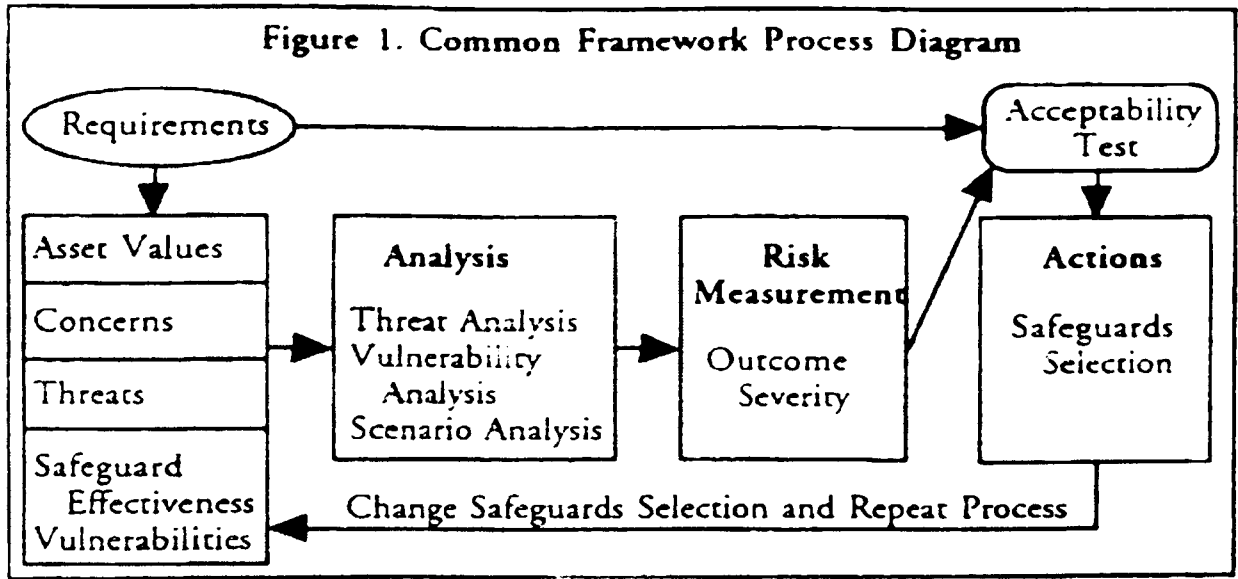 Figure 1. Common Framework Process Diagram
Requirements
Acceptability
Test
Asset Values
Concerns
Threats
Safeguard
Effectiveness
Vulnerabilities
Analysis
Threat Analysis
Vulnerability
Analysis
Scenario Analysis
Risk
Measurement
Outcome
Severity
Actions
Safeguards
Selection
Change Safeguards Selection and Repeat Process